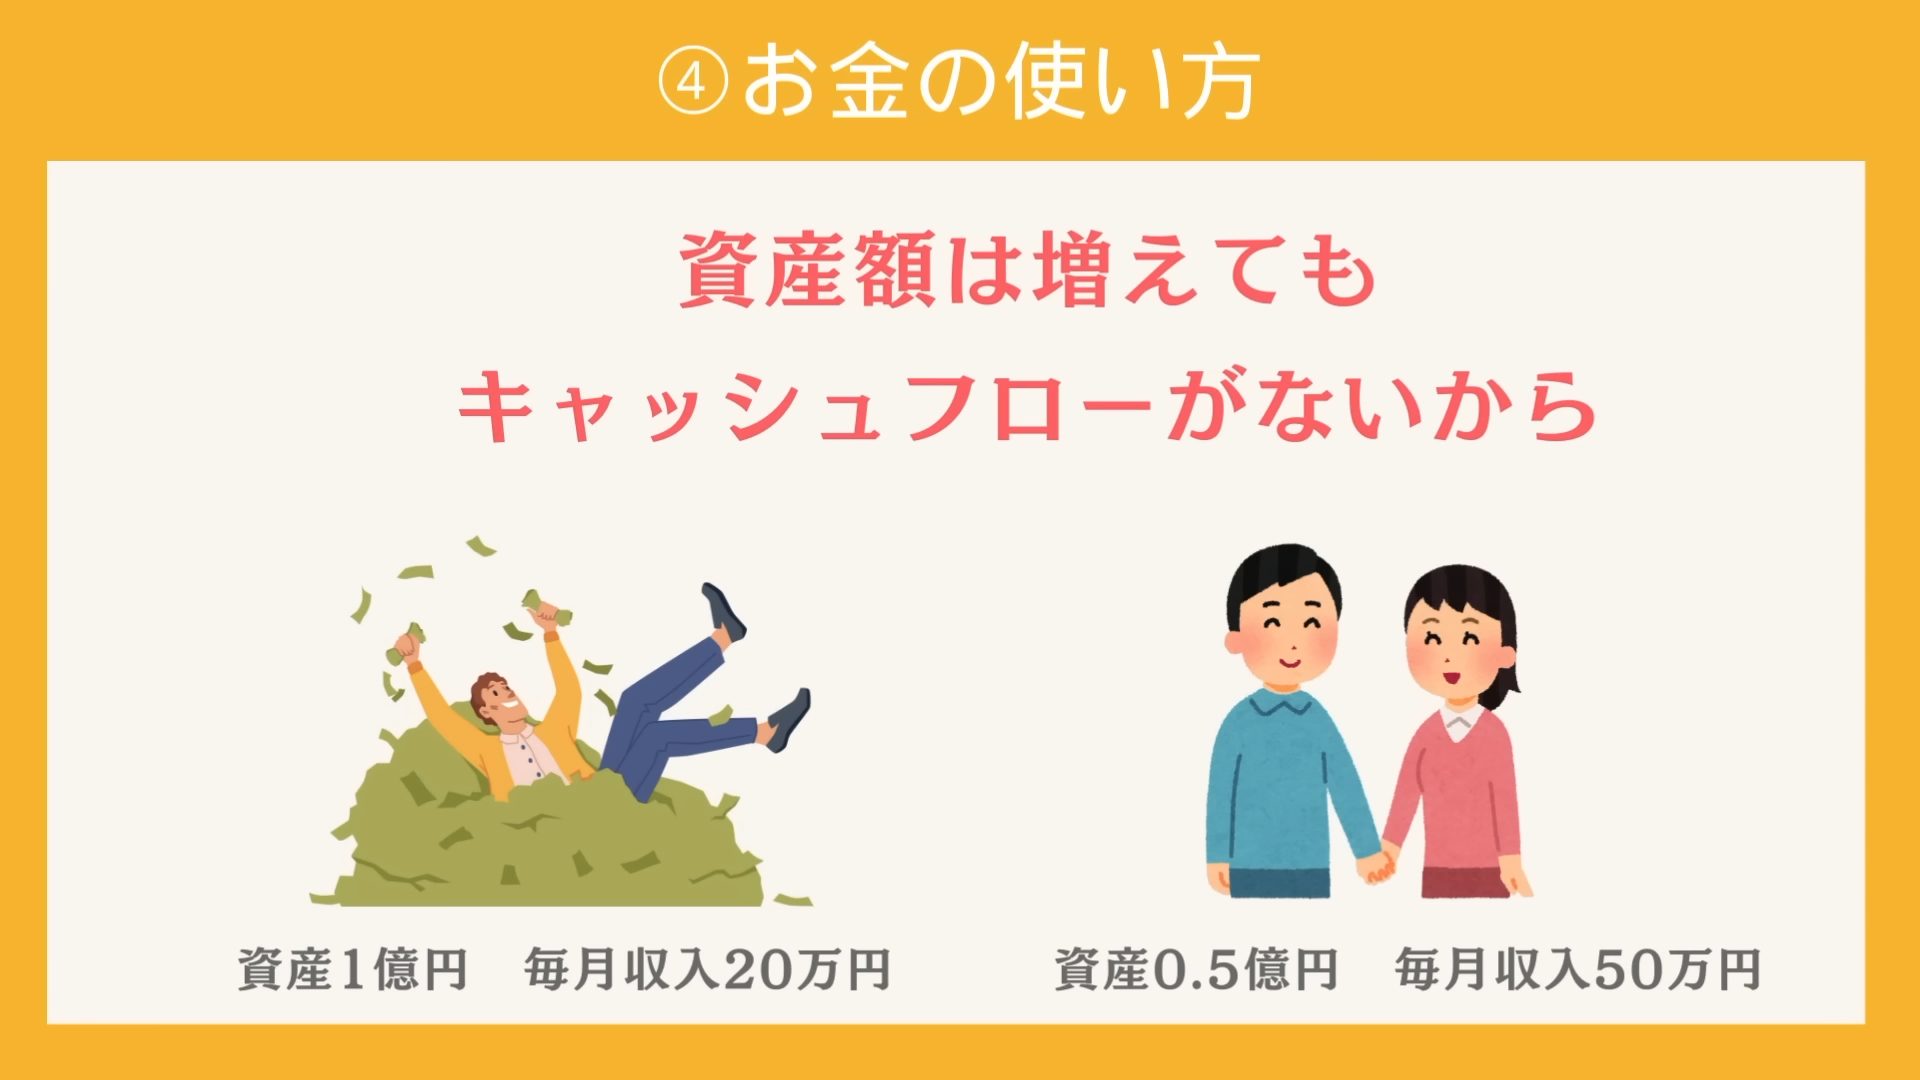 ④お金の使い方
資産額は増えても
キャッシュフローがないから
資産1億円　毎月収入20万円
資産0.5億円　毎月収入50万円